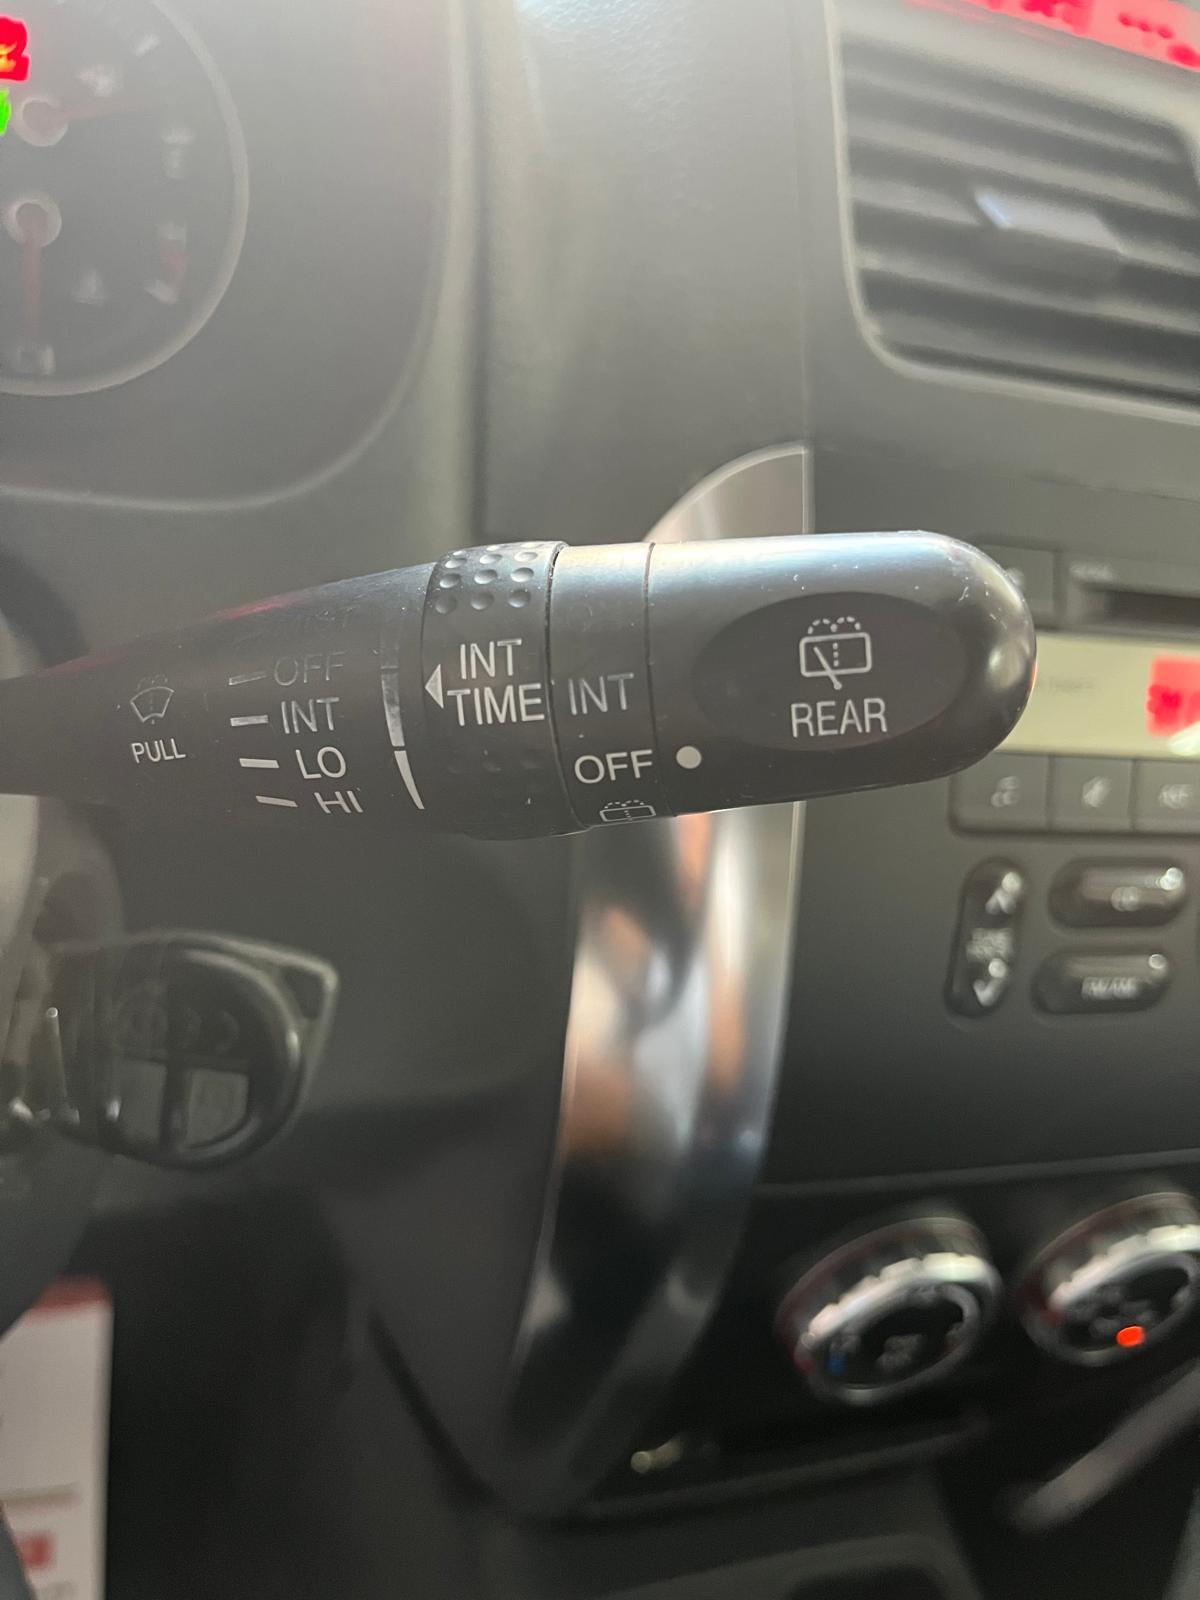 OFF
INT
LO
HI
PULL
INT
TIME
INT
OFF
REAR